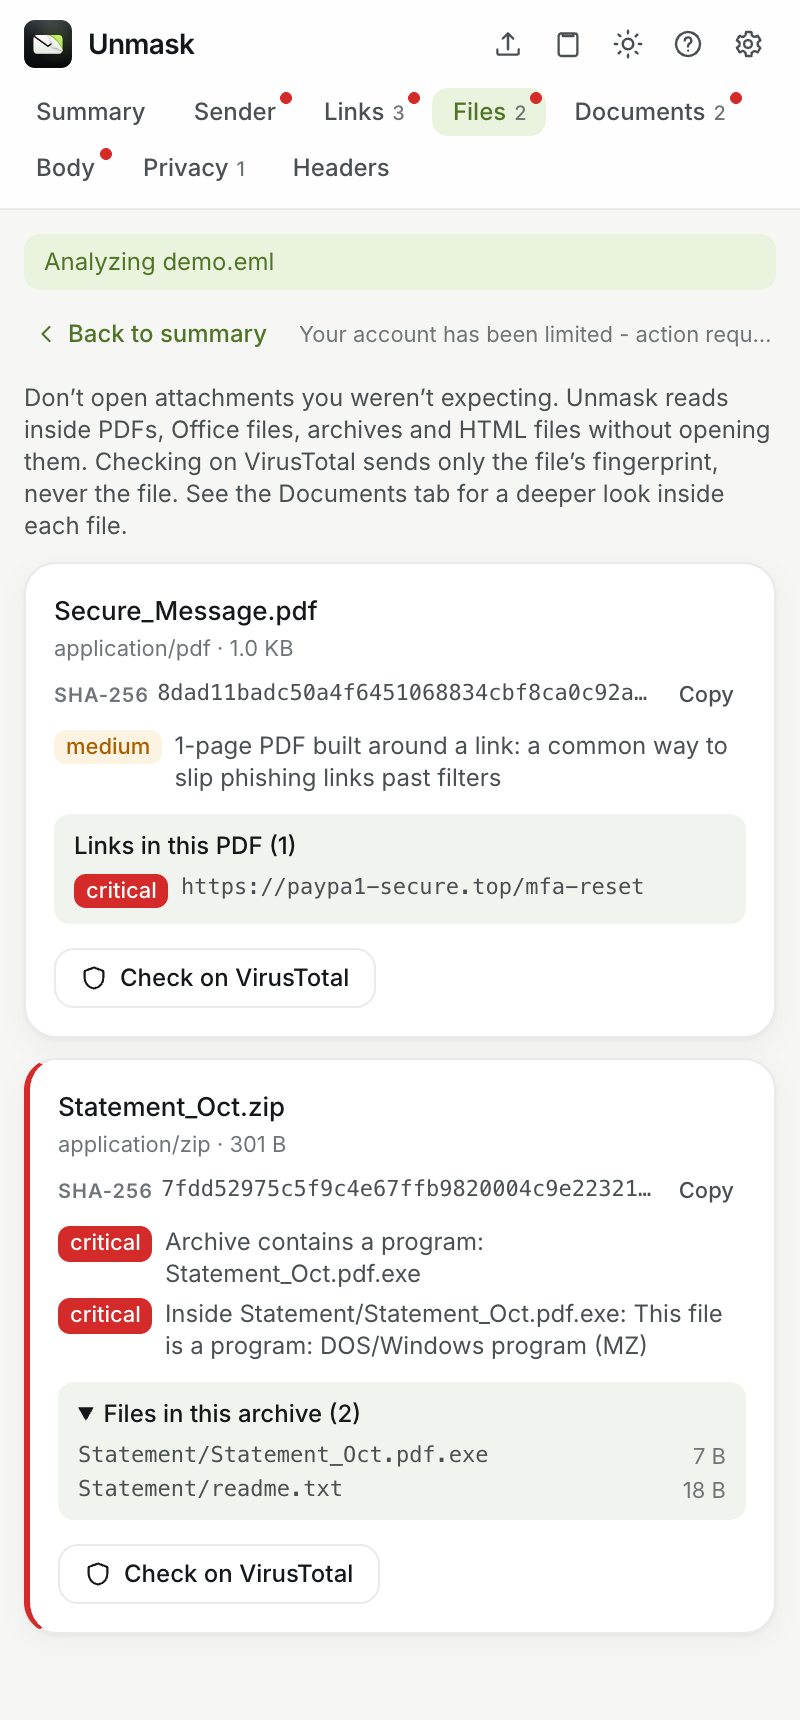 Unmask
Summary Sender Links 3 Files 2 Documents 2
Body Privacy 1 Headers
Analyzing demo.eml
Back to summary Your account has been limited - action requ...
Don’t open attachments you weren’t expecting. Unmask reads
inside PDFs, Office files, archives and HTML files without opening
them. Checking on VirusTotal sends only the file’s fingerprint,
never the file. See the Documents tab for a deeper look inside
each file.
Secure_Message.pdf
application/pdf · 1.0 KB
SHA-256 8dad11badc50a4f6451068834cbf8ca0c92a… Copy
medium 1-page PDF built around a link: a common way to
slip phishing links past filters
Links in this PDF (1)
critical https://paypa1-secure.top/mfa-reset
Check on VirusTotal
Statement_Oct.zip
application/zip · 301 B
SHA-256 7fdd52975c5f9c4e67ffb9820004c9e22321… Copy
critical Archive contains a program:
Statement_Oct.pdf.exe
critical Inside Statement/Statement_Oct.pdf.exe: This file
is a program: DOS/Windows program (MZ)
▼ Files in this archive (2)
Statement/Statement_Oct.pdf.exe 7 B
Statement/readme.txt 18 B
Check on VirusTotal